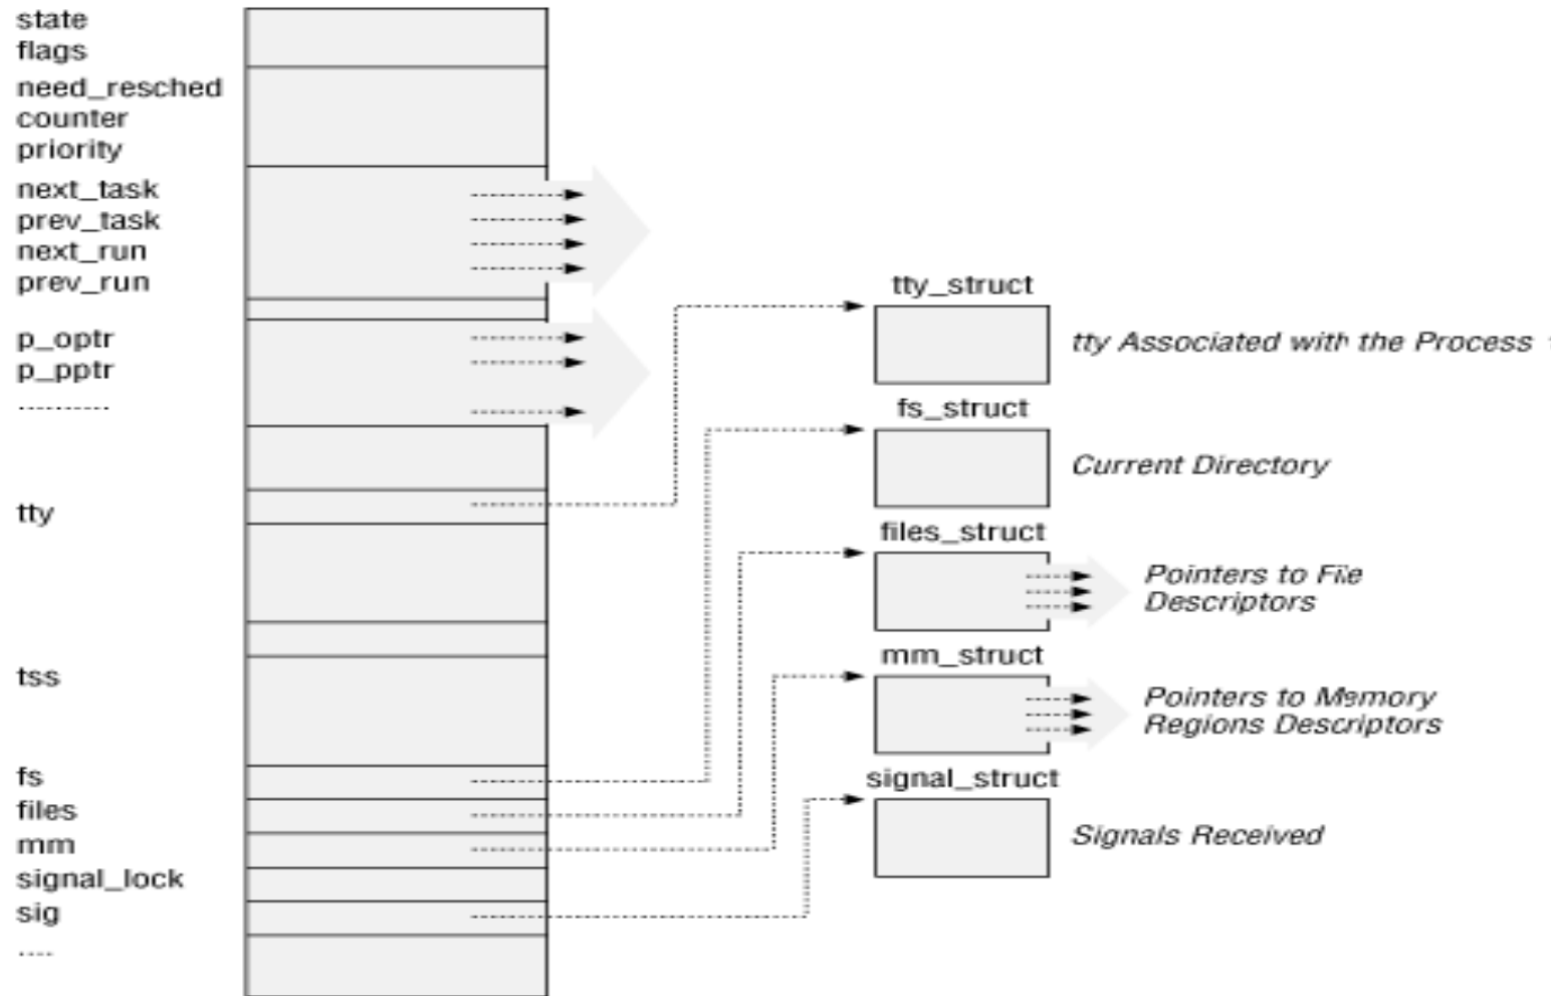 state
flags
need_resched
counter
priority
next_task
prev_task
next_run
prev_run
p_optr
p_pptr
..........
tty
tss
fs
files
mm
signal_lock
sig
....
tty_struct
tty Associated with the Process
fs_struct
Current Directory
files_struct
Pointers to File
Descriptors
mm_struct
Pointers to Memory
Regions Descriptors
signal_struct
Signals Received